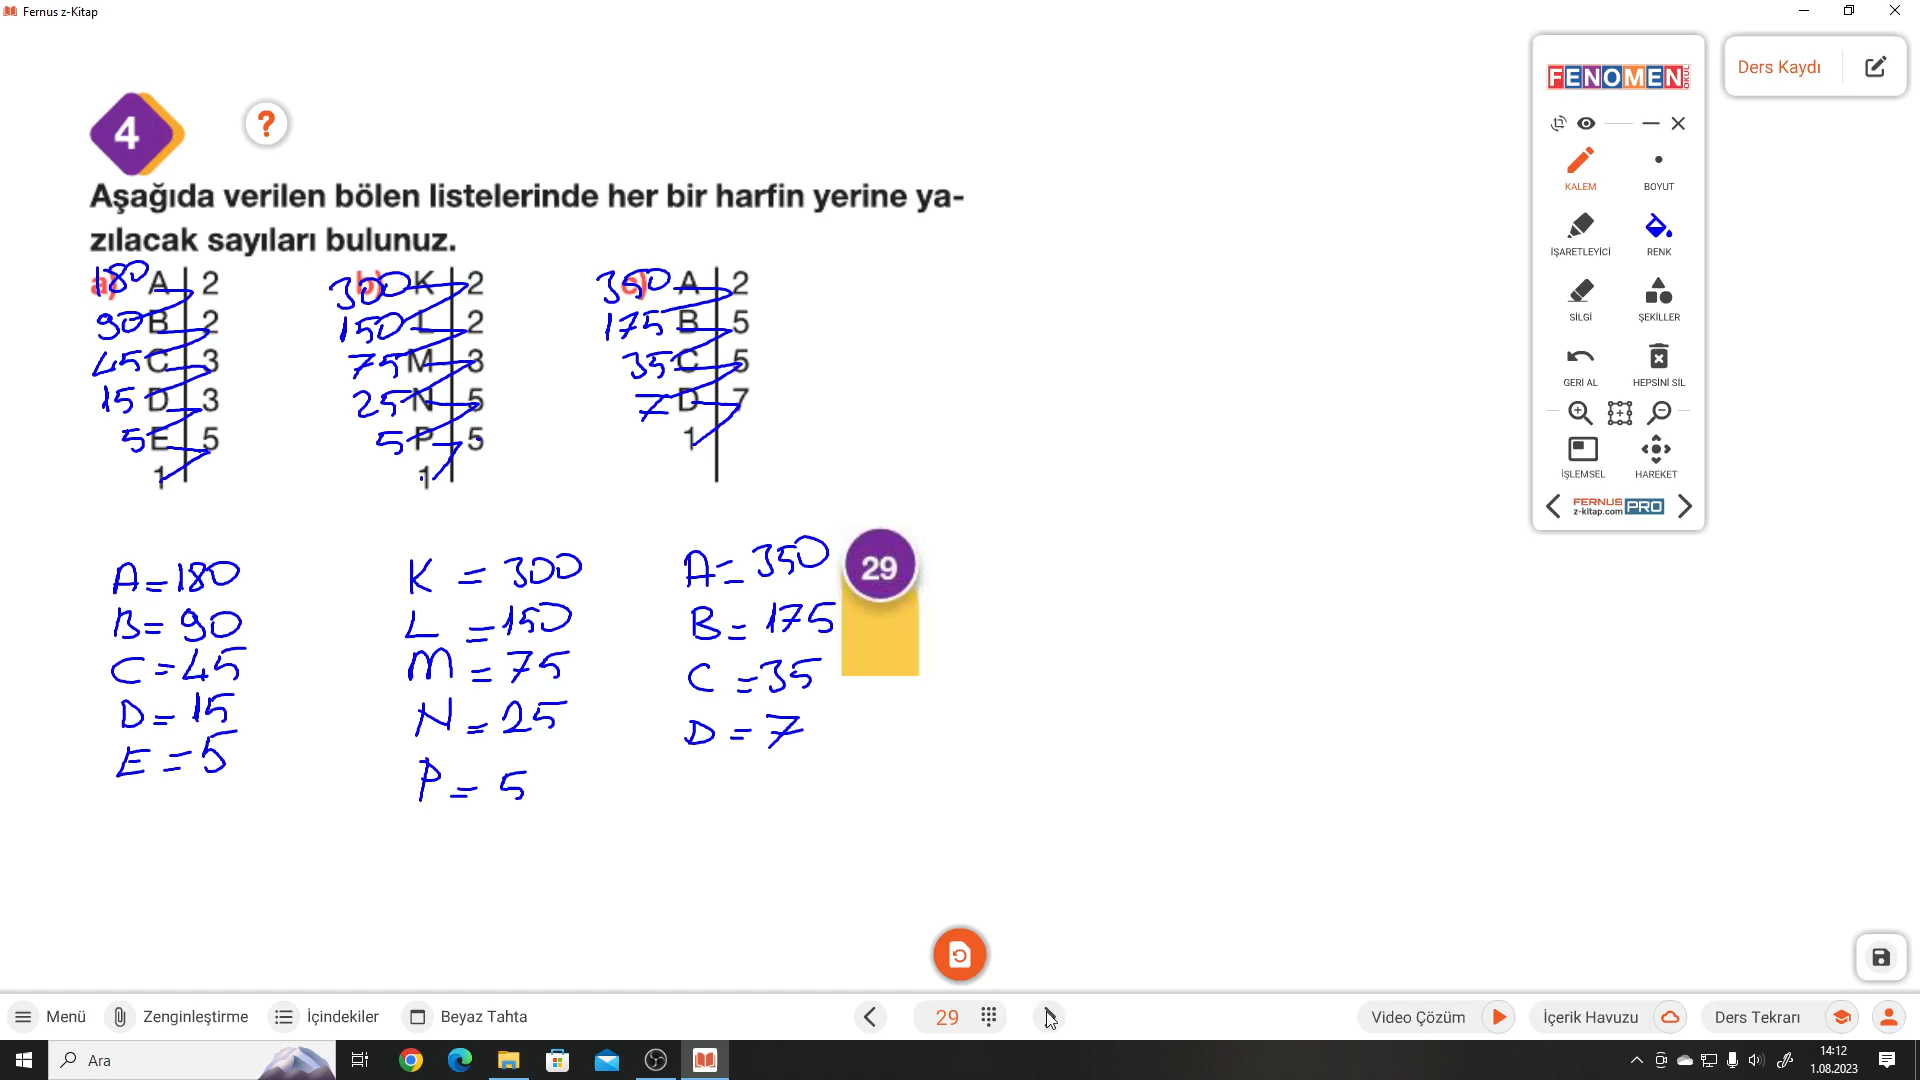 Fernus z-Kitap
FENOMEN OKUL
Ders Kaydı
4
?
Aşağıda verilen bölen listelerinde her bir harfin yerine ya-
zılacak sayıları bulunuz.
a) 180 A 2
90 B 2
45 C 3
15 D 3
5 E 5
1
b) 300 K 2
150 L 2
75 M 3
25 N 5
5 P 5
1
c) 350 A 2
175 B 5
35 C 5
7 D 7
1
A = 180
B = 90
C = 45
D = 15
E = 5
K = 300
L = 150
M = 75
N = 25
P = 5
A = 350
B = 175
C = 35
D = 7
29
KALEM
BOYUT
İŞARETLEYİCİ
RENK
SİLGİ
ŞEKİLLER
GERİ AL
HEPSİNİ SİL
İŞLEMSEL
HAREKET
FERNUS
z-kitap.com PRO
Menü
Zenginleştirme
İçindekiler
Beyaz Tahta
29
Video Çözüm
İçerik Havuzu
Ders Tekrarı
Ara
14:12
1.08.2023